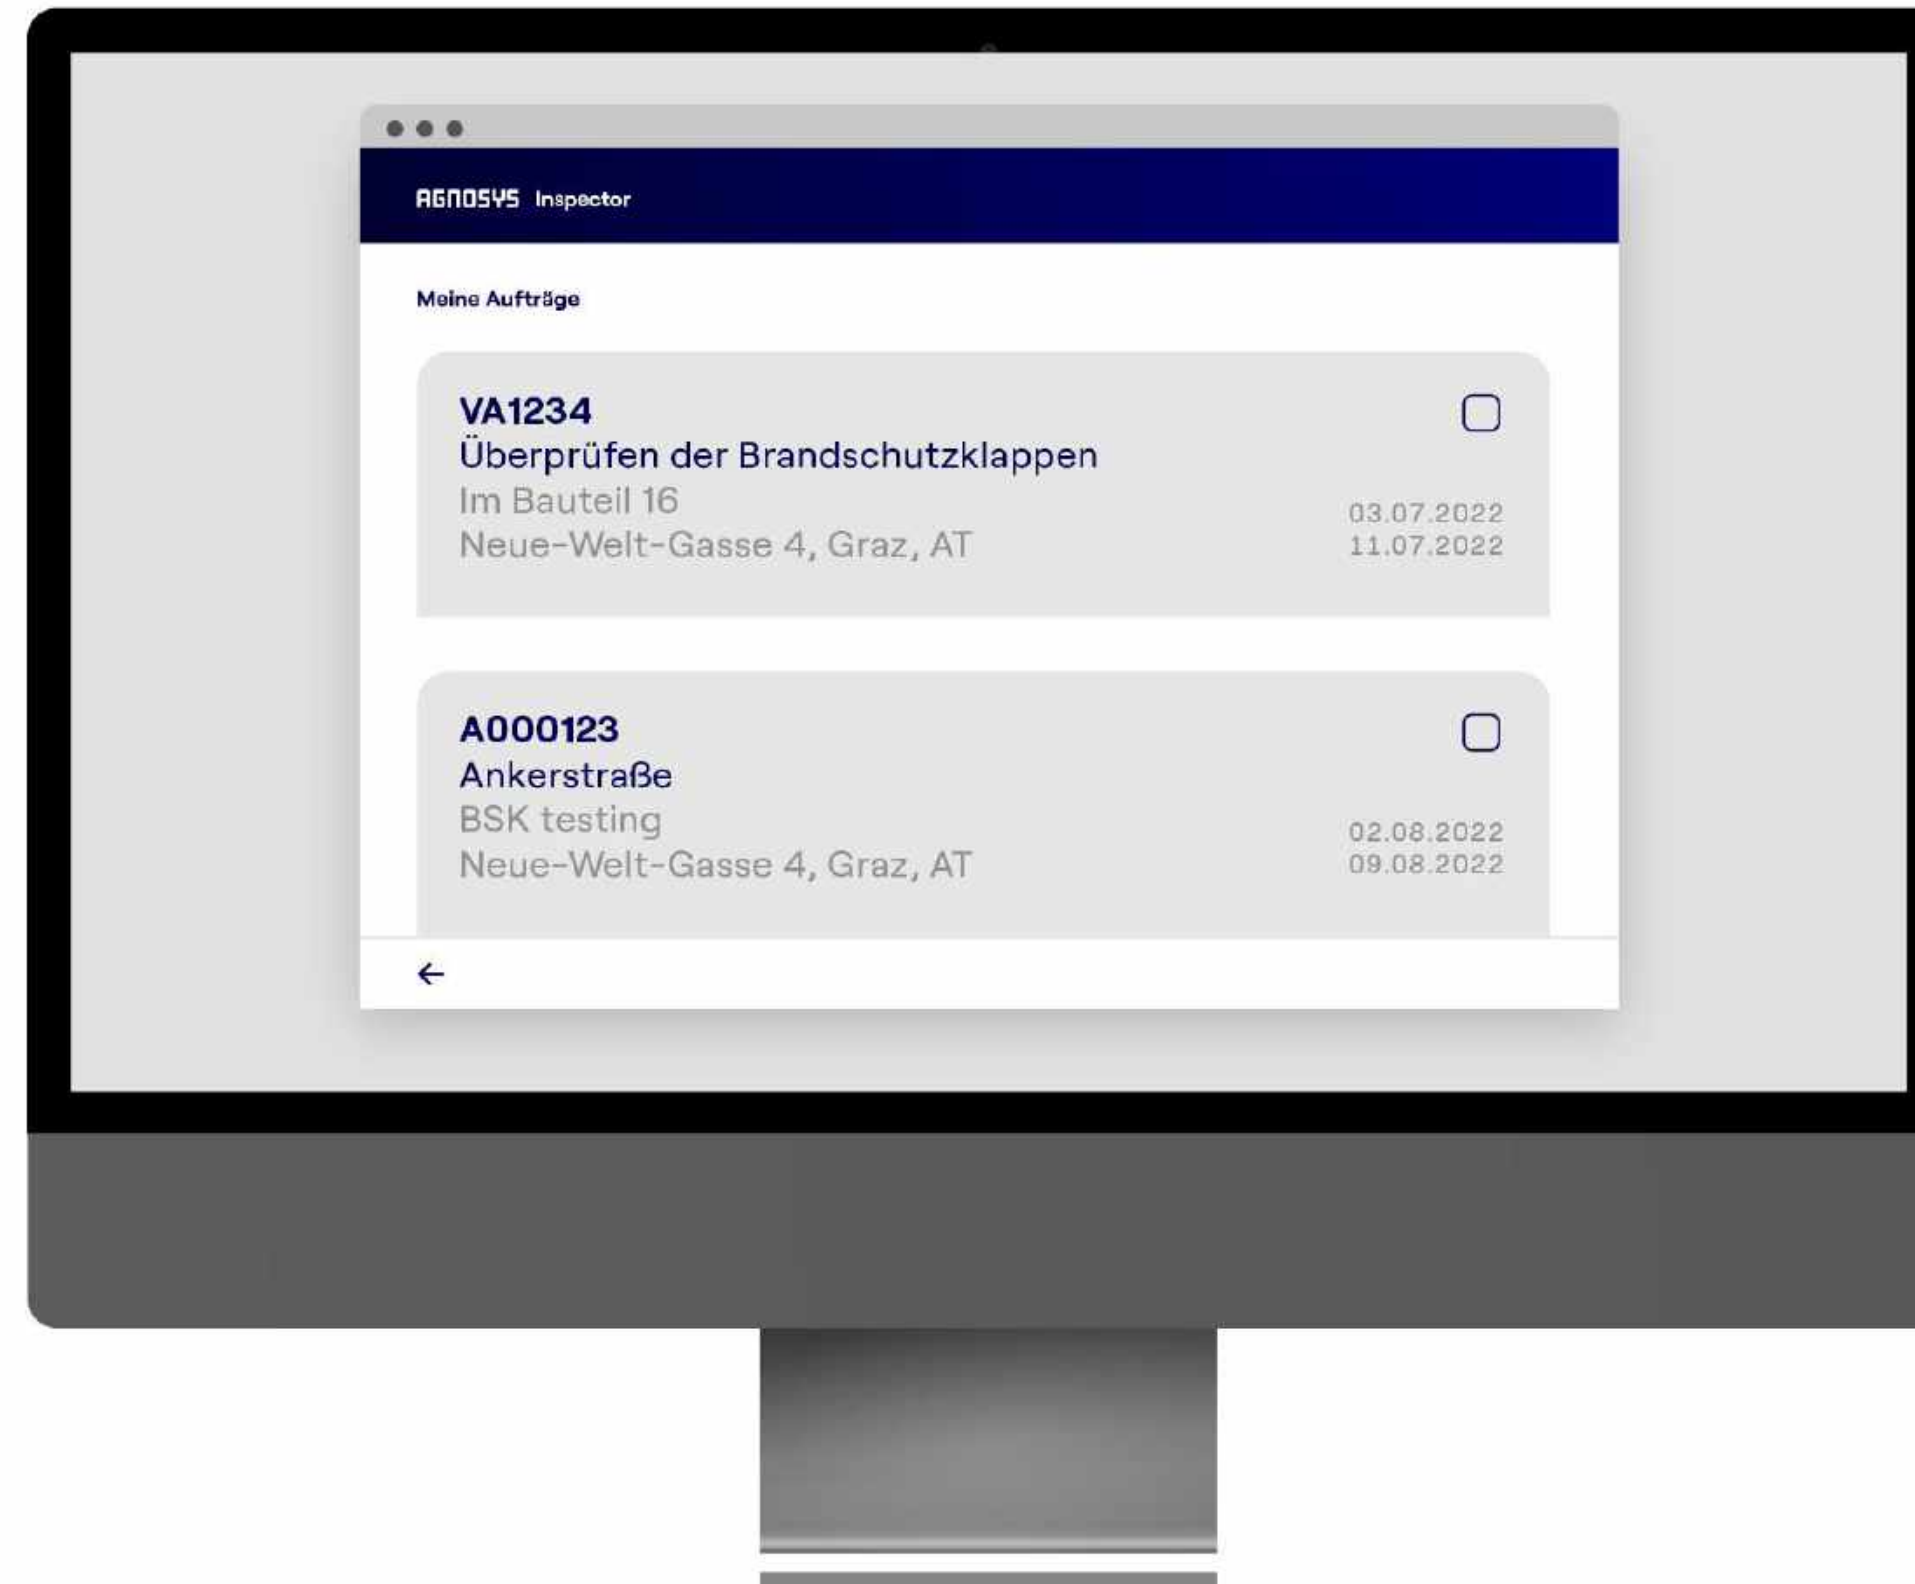 AGNOSYS Inspector
Meine Aufträge
VA1234
Überprüfen der Brandschutzklappen
Im Bauteil 16
Neue-Welt-Gasse 4, Graz, AT
03.07.2022
11.07.2022
A000123
Ankerstraße
BSK testing
Neue-Welt-Gasse 4, Graz, AT
02.08.2022
09.08.2022